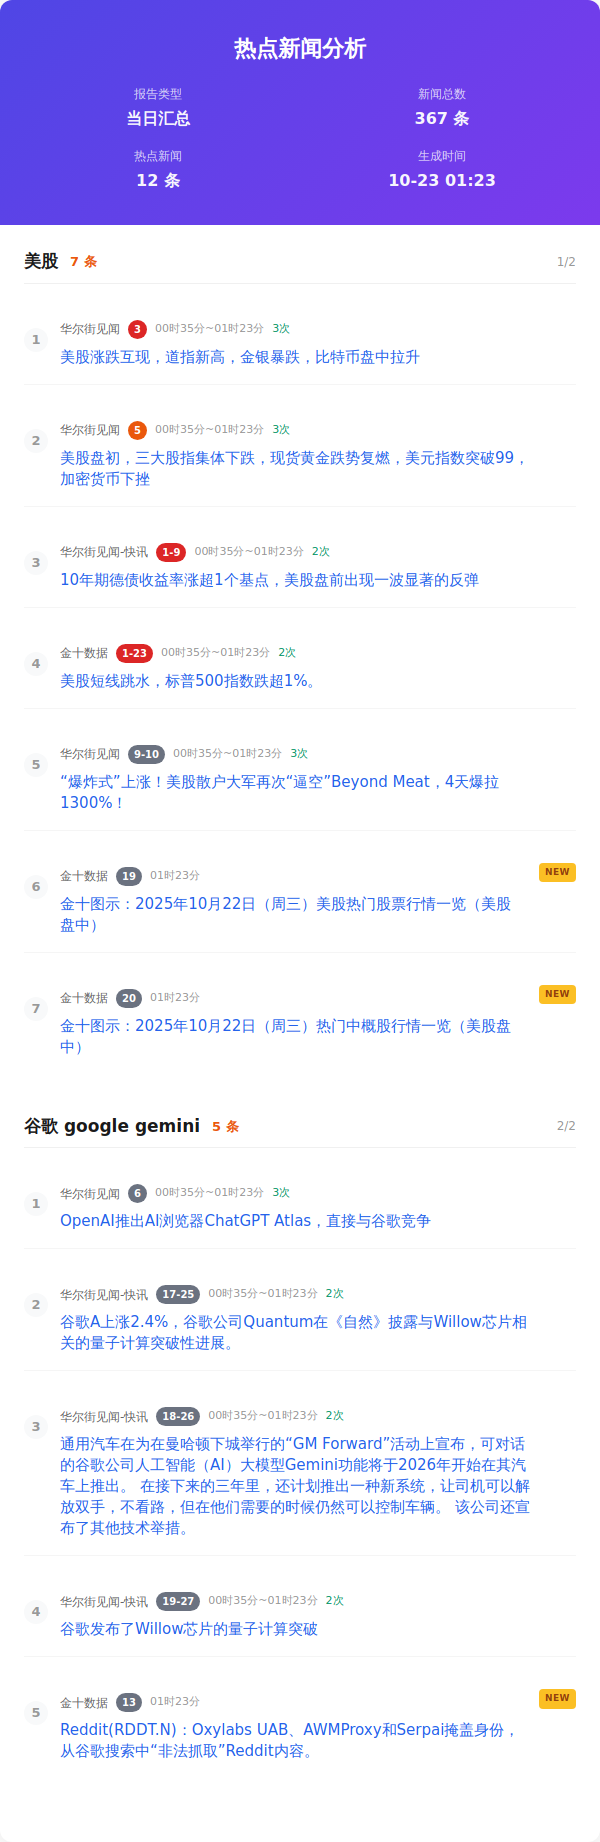 热点新闻分析
报告类型
新闻总数
当日汇总
367 条
热点新闻
生成时间
12 条
10-23 01:23
美股 7 条 1/2
1
华尔街见闻 3 00时35分~01时23分 3次
美股涨跌互现，道指新高，金银暴跌，比特币盘中拉升
2
华尔街见闻 5 00时35分~01时23分 3次
美股盘初，三大股指集体下跌，现货黄金跌势复燃，美元指数突破99，
加密货币下挫
3
华尔街见闻-快讯 1-9 00时35分~01时23分 2次
10年期德债收益率涨超1个基点，美股盘前出现一波显著的反弹
4
金十数据 1-23 00时35分~01时23分 2次
美股短线跳水，标普500指数跌超1%。
5
华尔街见闻 9-10 00时35分~01时23分 3次
“爆炸式”上涨！美股散户大军再次“逼空”Beyond Meat，4天爆拉
1300%！
6
金十数据 19 01时23分 NEW
金十图示：2025年10月22日（周三）美股热门股票行情一览（美股
盘中）
7
金十数据 20 01时23分 NEW
金十图示：2025年10月22日（周三）热门中概股行情一览（美股盘
中）
谷歌 google gemini 5 条 2/2
1
华尔街见闻 6 00时35分~01时23分 3次
OpenAI推出AI浏览器ChatGPT Atlas，直接与谷歌竞争
2
华尔街见闻-快讯 17-25 00时35分~01时23分 2次
谷歌A上涨2.4%，谷歌公司Quantum在《自然》披露与Willow芯片相
关的量子计算突破性进展。
3
华尔街见闻-快讯 18-26 00时35分~01时23分 2次
通用汽车在为在曼哈顿下城举行的“GM Forward”活动上宣布，可对话
的谷歌公司人工智能（AI）大模型Gemini功能将于2026年开始在其汽
车上推出。 在接下来的三年里，还计划推出一种新系统，让司机可以解
放双手，不看路，但在他们需要的时候仍然可以控制车辆。 该公司还宣
布了其他技术举措。
4
华尔街见闻-快讯 19-27 00时35分~01时23分 2次
谷歌发布了Willow芯片的量子计算突破
5
金十数据 13 01时23分 NEW
Reddit(RDDT.N)：Oxylabs UAB、AWMProxy和Serpai掩盖身份，
从谷歌搜索中“非法抓取”Reddit内容。